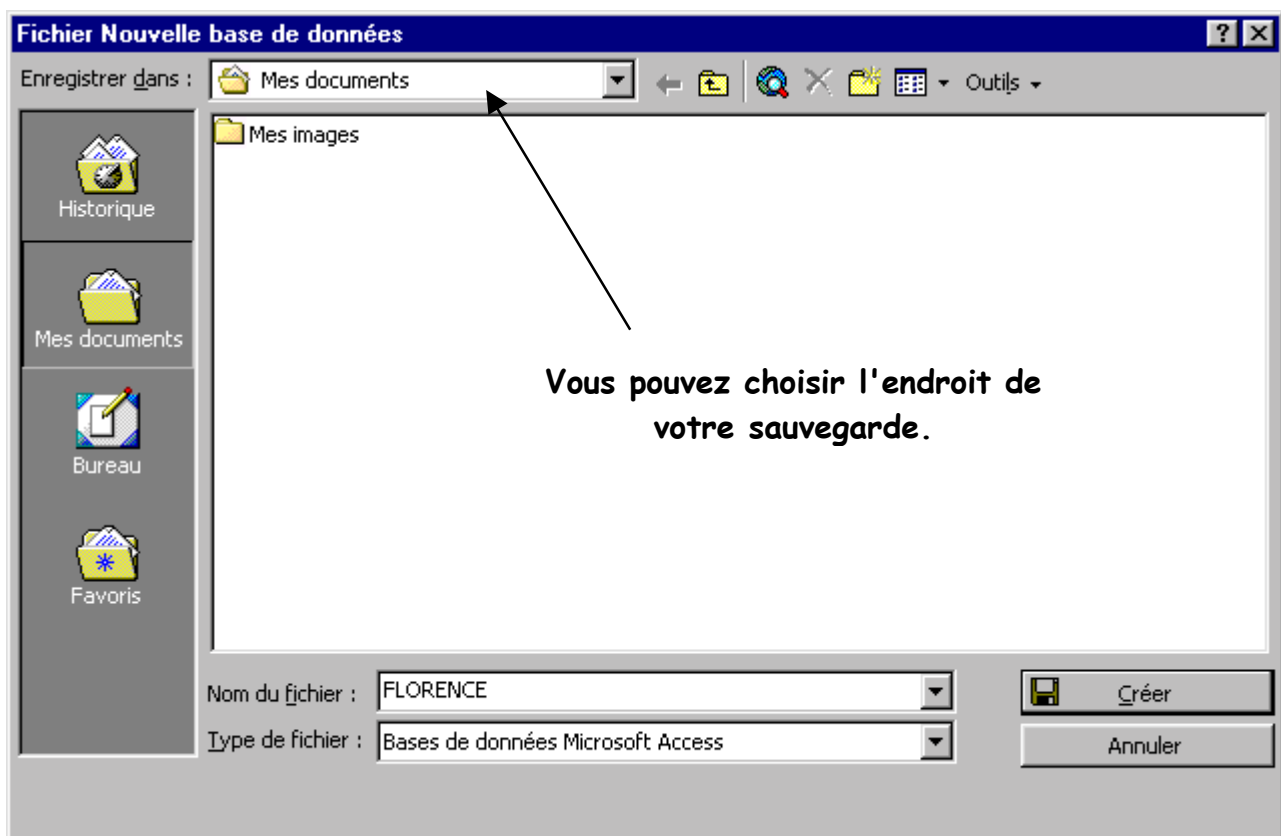 Fichier Nouvelle base de données
Enregistrer dans :
Mes documents
Outils
Mes images
Historique
Mes documents
Vous pouvez choisir l'endroit de
votre sauvegarde.
Bureau
Favoris
Nom du fichier :
FLORENCE
Créer
Type de fichier :
Bases de données Microsoft Access
Annuler